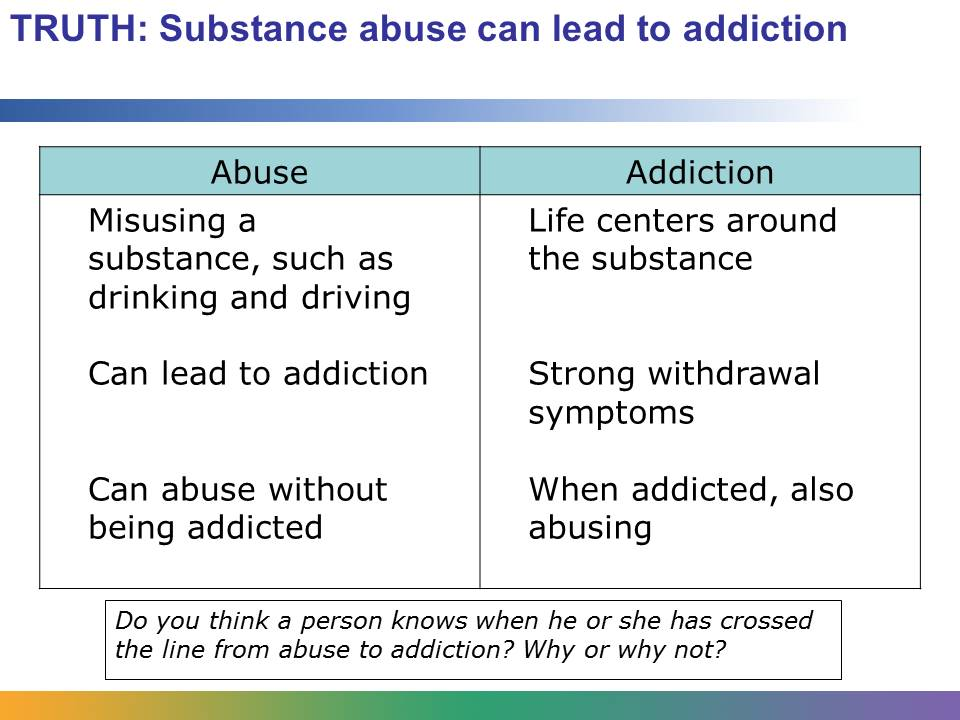 TRUTH: Substance abuse can lead to addiction
Abuse
Addiction
Misusing a
substance, such as
drinking and driving
Life centers around
the substance
Can lead to addiction
Strong withdrawal
symptoms
Can abuse without
being addicted
When addicted, also
abusing
Do you think a person knows when he or she has crossed
the line from abuse to addiction? Why or why not?